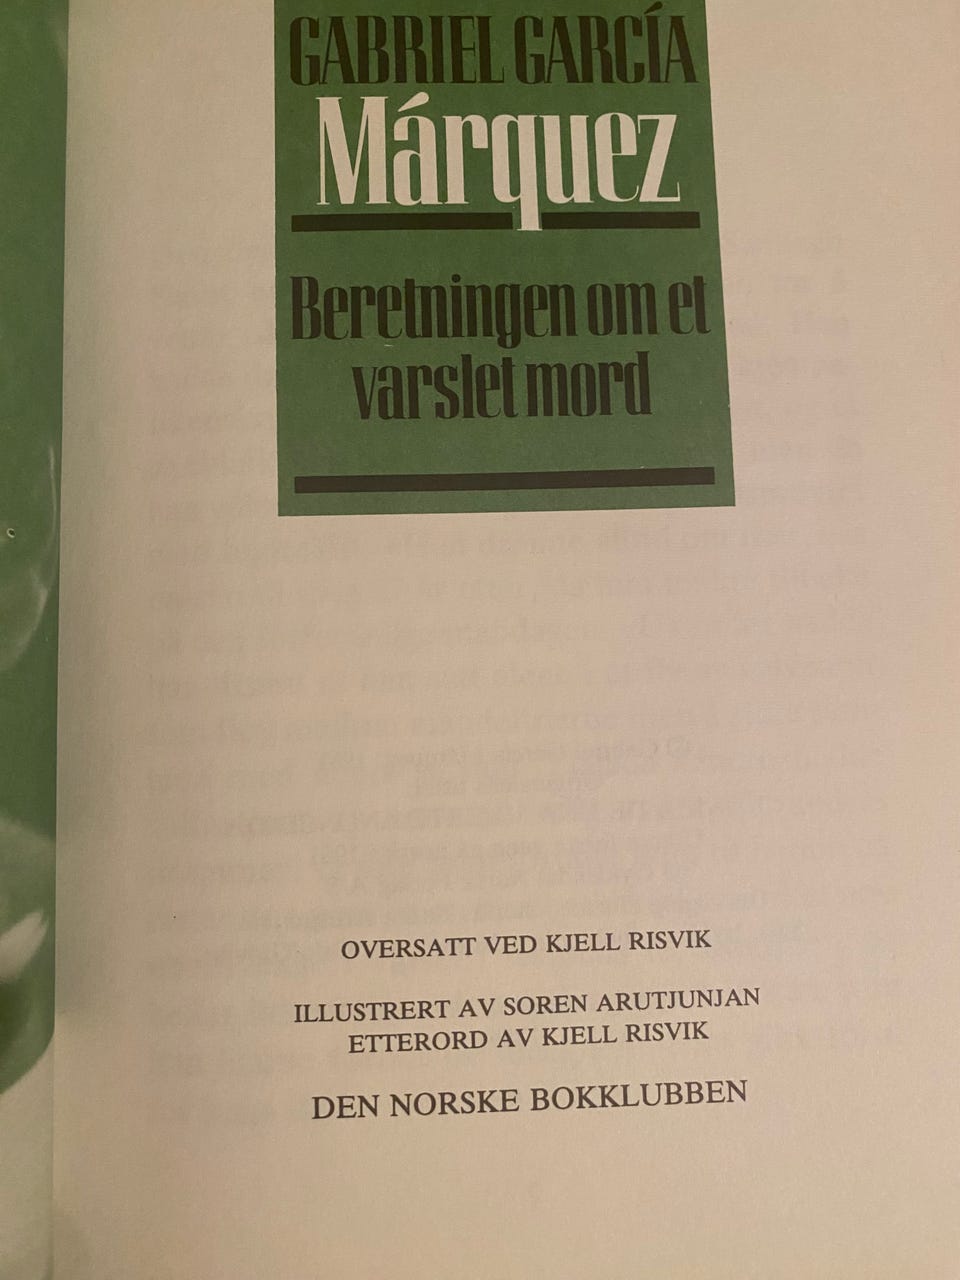 GABRIEL GARCÍA
Márquez
Beretningen om et
varslet mord
OVERSATT VED KJELL RISVIK
ILLUSTRERT AV SOREN ARUTJUNJAN
ETTERORD AV KJELL RISVIK
DEN NORSKE BOKKLUBBEN